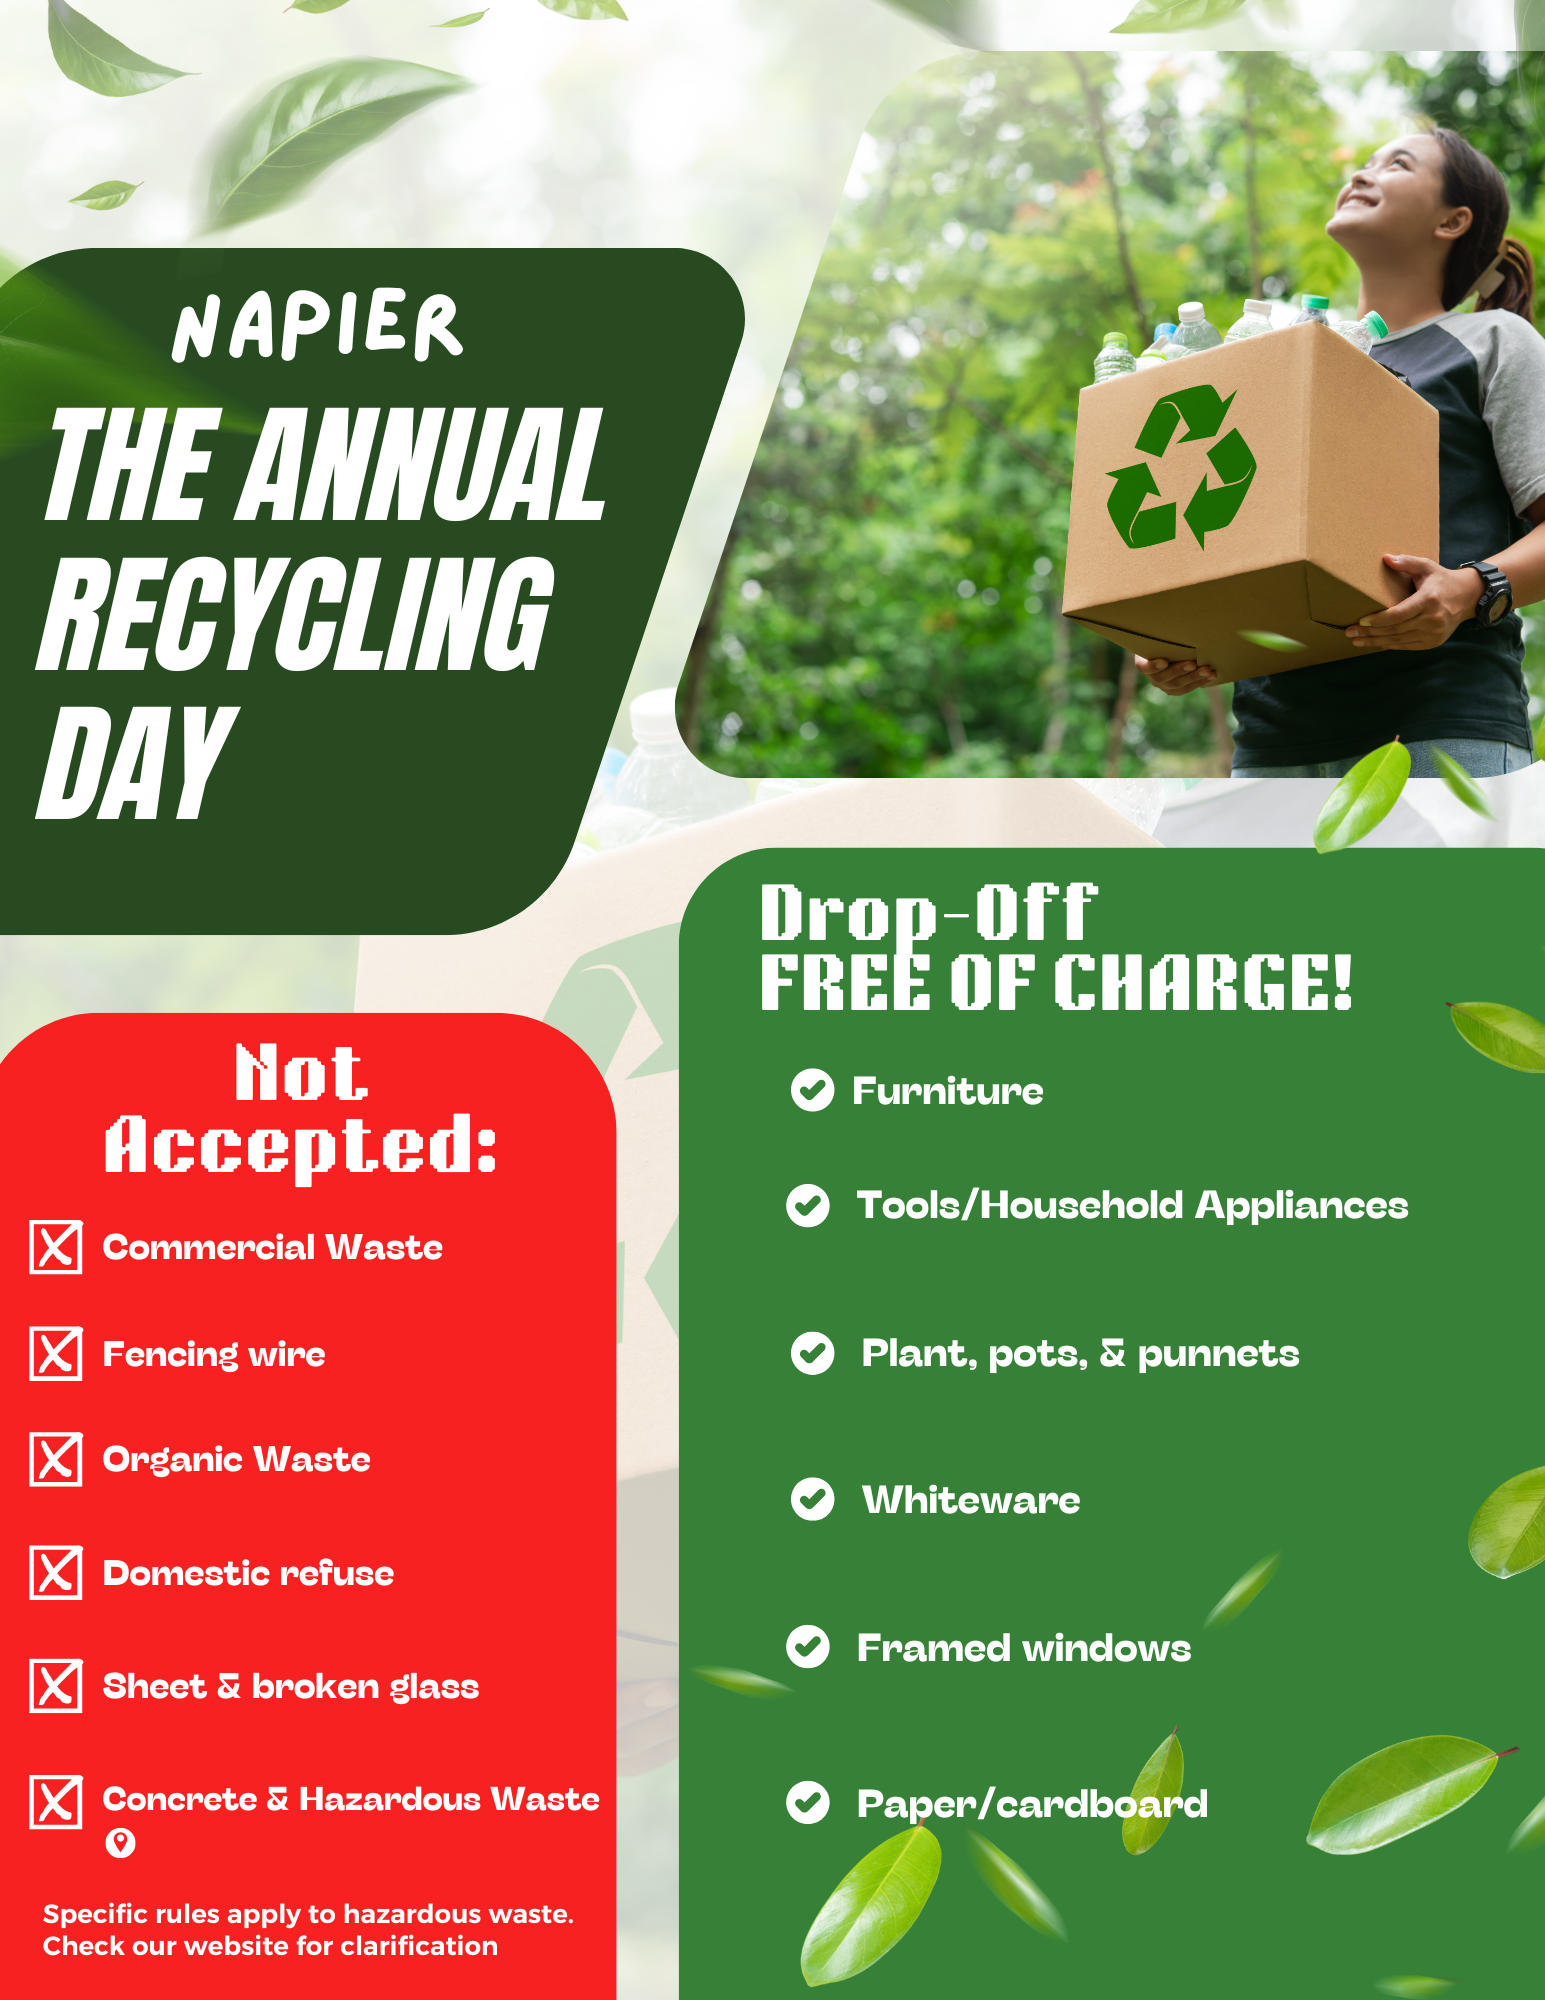 NAPIER
THE ANNUAL
RECYCLING
DAY
Drop-Off
FREE OF CHARGE!
Furniture
Tools/Household Appliances
Plant, pots, & punnets
Whiteware
Framed windows
Paper/cardboard
Not
Accepted:
Commercial Waste
Fencing wire
Organic Waste
Domestic refuse
Sheet & broken glass
Concrete & Hazardous Waste
Specific rules apply to hazardous waste.
Check our website for clarification